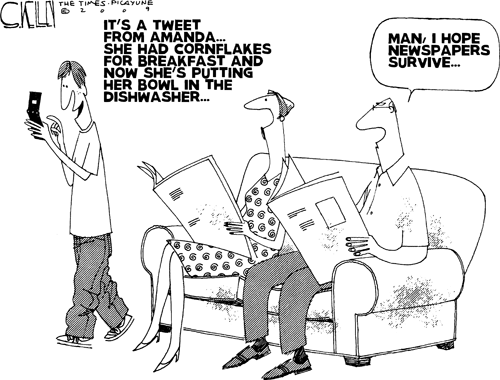 THE TIMES-PICAYUNE
© 2009
IT'S A TWEET
FROM AMANDA...
SHE HAD CORNFLAKES
FOR BREAKFAST AND
NOW SHE'S PUTTING
HER BOWL IN THE
DISHWASHER...
MAN, I HOPE
NEWSPAPERS
SURVIVE...